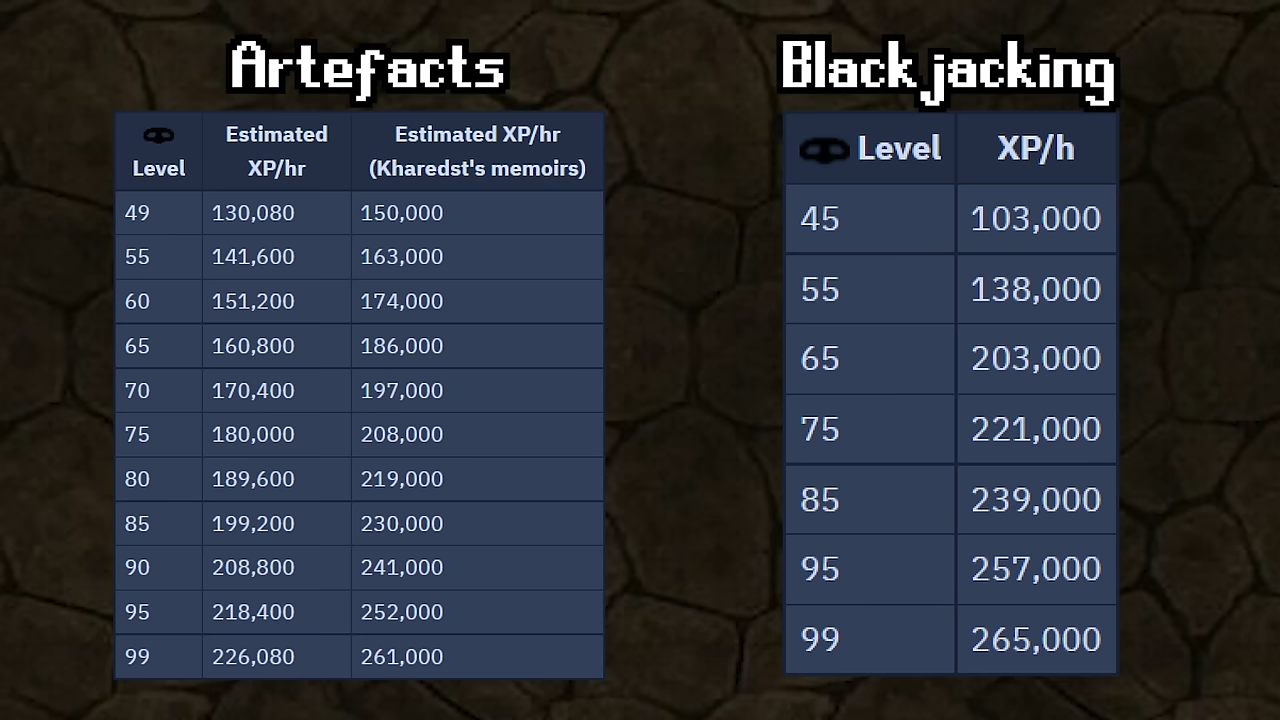 Artefacts
Level Estimated XP/hr Estimated XP/hr (Kharedst's memoirs)
49 130,080 150,000
55 141,600 163,000
60 151,200 174,000
65 160,800 186,000
70 170,400 197,000
75 180,000 208,000
80 189,600 219,000
85 199,200 230,000
90 208,800 241,000
95 218,400 252,000
99 226,080 261,000
Blackjacking
Level XP/h
45 103,000
55 138,000
65 203,000
75 221,000
85 239,000
95 257,000
99 265,000